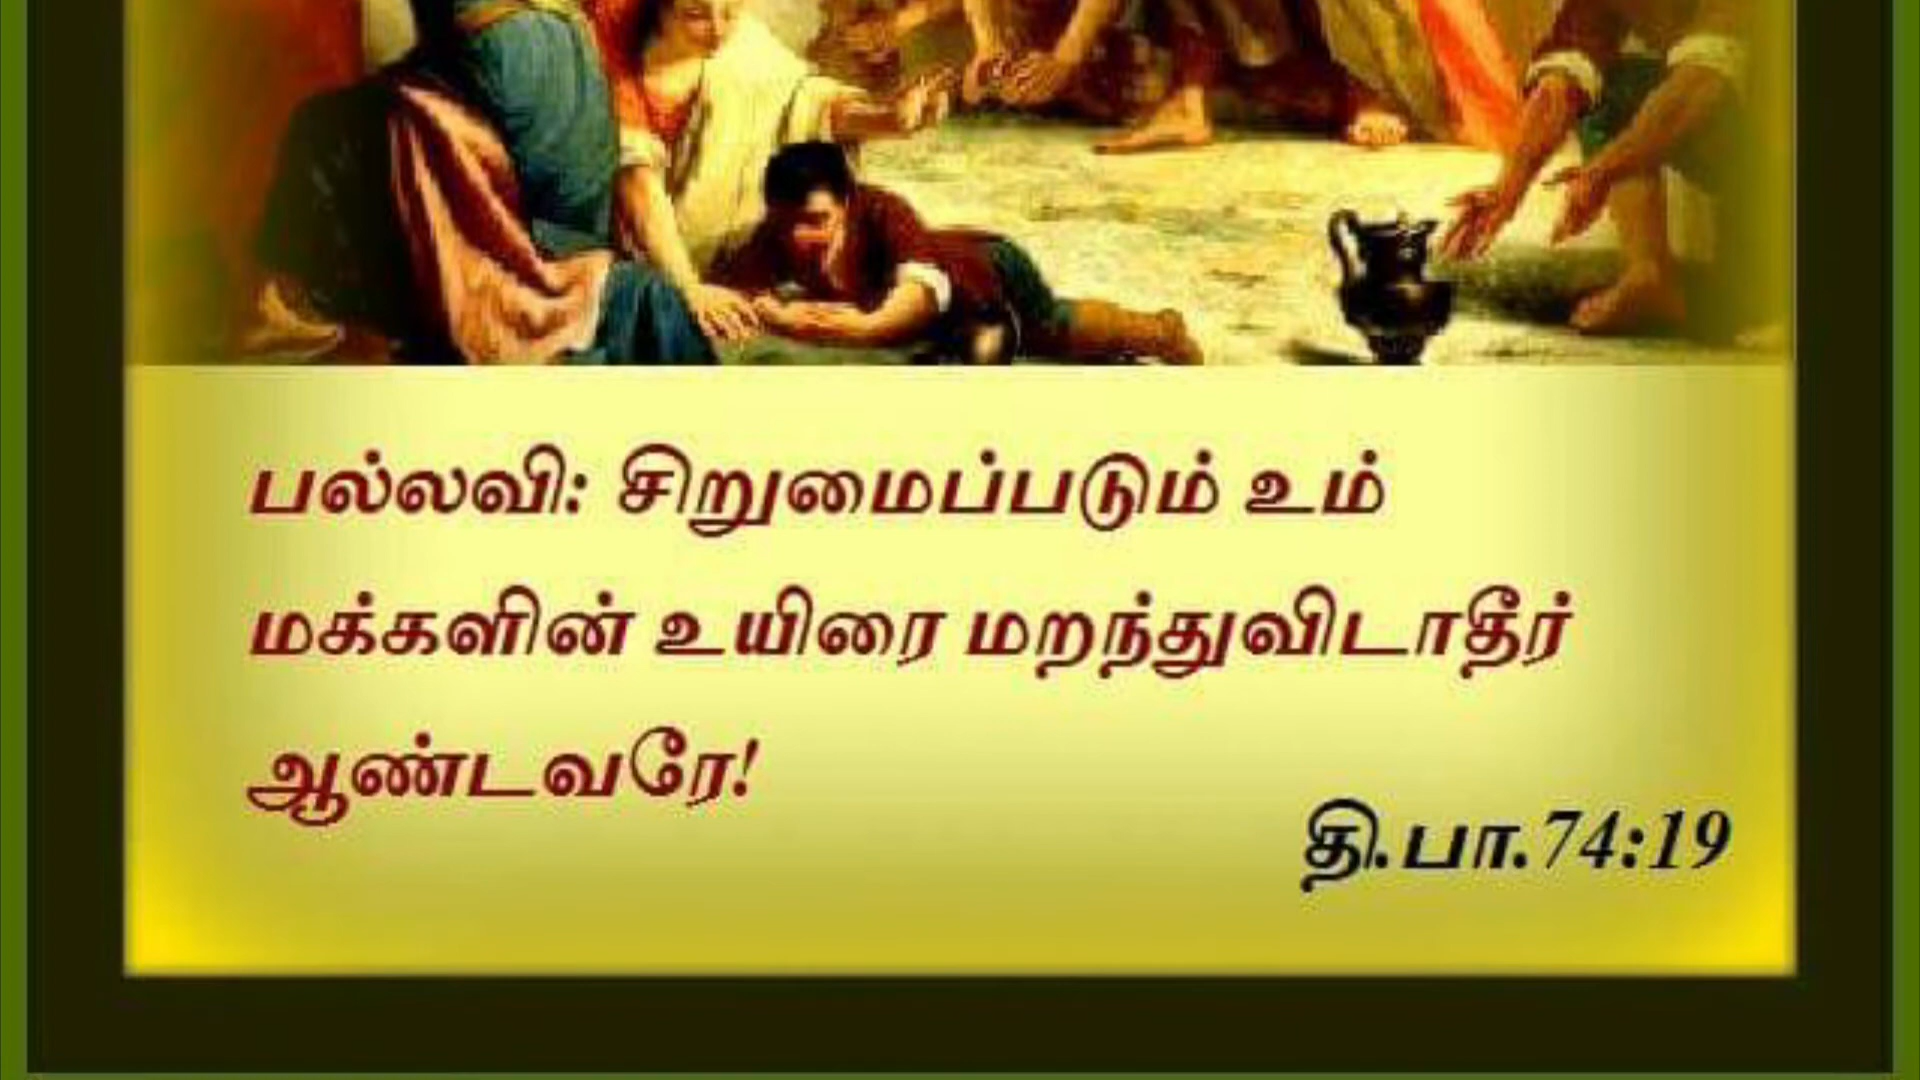 பல்லவி: சிறுமைப்படும் உம்
மக்களின் உயிரை மறந்துவிடாதீர்
ஆண்டவரே!
தி.பா.74:19